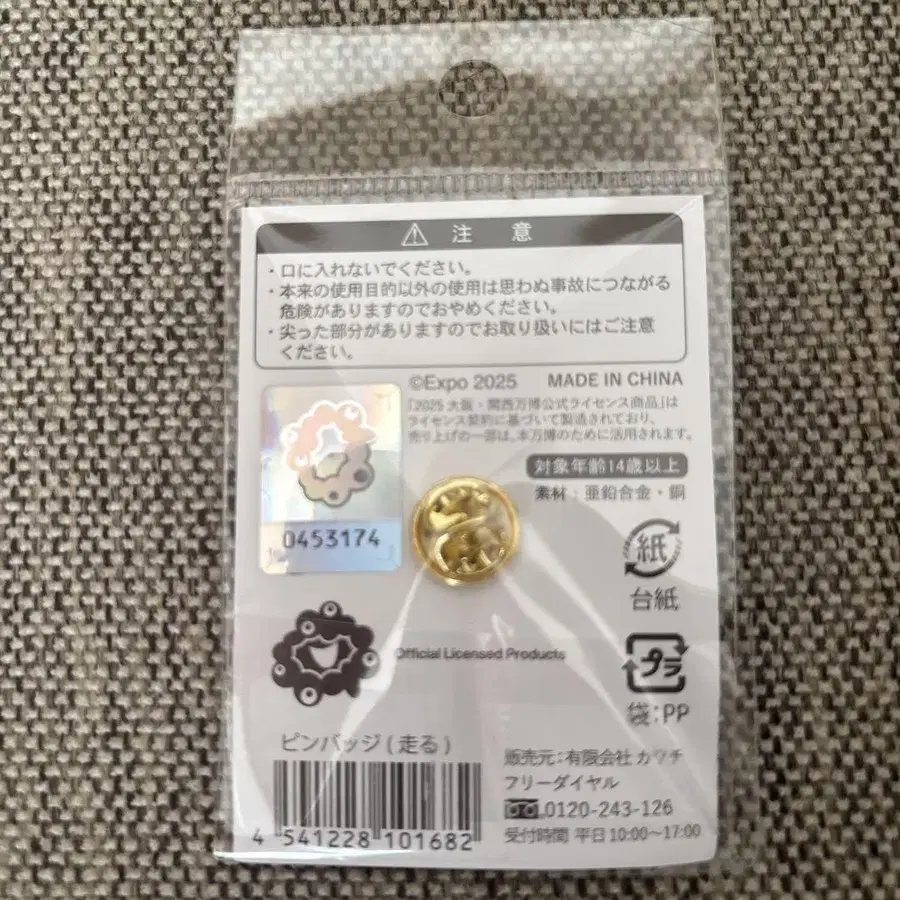 注 意
・口に入れないでください。
・本来の使用目的以外の使用は思わぬ事故につながる
危険がありますのでおやめください。
・尖った部分がありますのでお取り扱いにはご注意
ください。
©Expo 2025 MADE IN CHINA
「2025 大阪・関西万博公式ライセンス商品」は
ライセンス契約に基づいて製造されており、
売り上げの一部は、本万博のために活用されます。
対象年齢14歳以上
素材：亜鉛合金・銅
0453174
紙
台紙
Official Licensed Products
プラ
袋：PP
ピンバッジ(走る)
4 541228 101682
販売元：有限会社 カワチ
フリーダイヤル
0120-243-126
受付時間 平日 10:00〜17:00